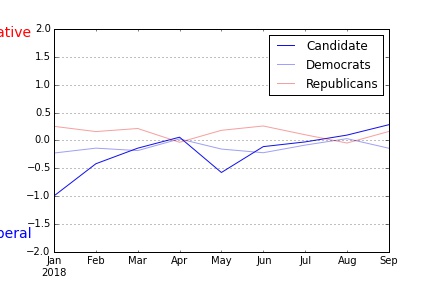 ative
2.0
1.5
1.0
0.5
0.0
−0.5
−1.0
−1.5
−2.0
peral
Candidate
Democrats
Republicans
Jan Feb Mar Apr May Jun Jul Aug Sep
2018